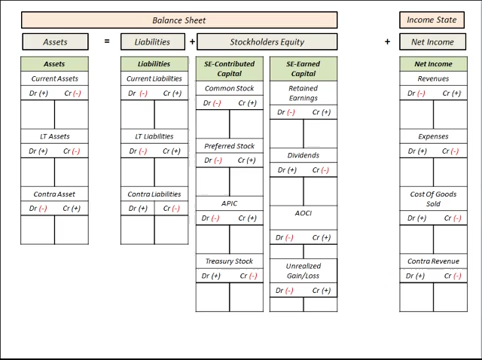 Balance Sheet
Income State
Assets = Liabilities + Stockholders Equity + Net Income
Assets
Current Assets
Dr (+) Cr (-)
LT Assets
Dr (+) Cr (-)
Contra Asset
Dr (-) Cr (+)
Liabilities
Current Liabilities
Dr (-) Cr (+)
LT Liabilities
Dr (-) Cr (+)
Contra Liabilities
Dr (+) Cr (-)
SE-Contributed
Capital
Common Stock
Dr (-) Cr (+)
Preferred Stock
Dr (-) Cr (+)
APIC
Dr (-) Cr (+)
Treasury Stock
Dr (+) Cr (-)
SE-Earned
Capital
Retained
Earnings
Dr (-) Cr (+)
Dividends
Dr (+) Cr (-)
AOCI
Dr (-) Cr (+)
Unrealized
Gain/Loss
Dr (-) Cr (+)
Net Income
Revenues
Dr (-) Cr (+)
Expenses
Dr (+) Cr (-)
Cost Of Goods
Sold
Dr (+) Cr (-)
Contra Revenue
Dr (+) Cr (-)